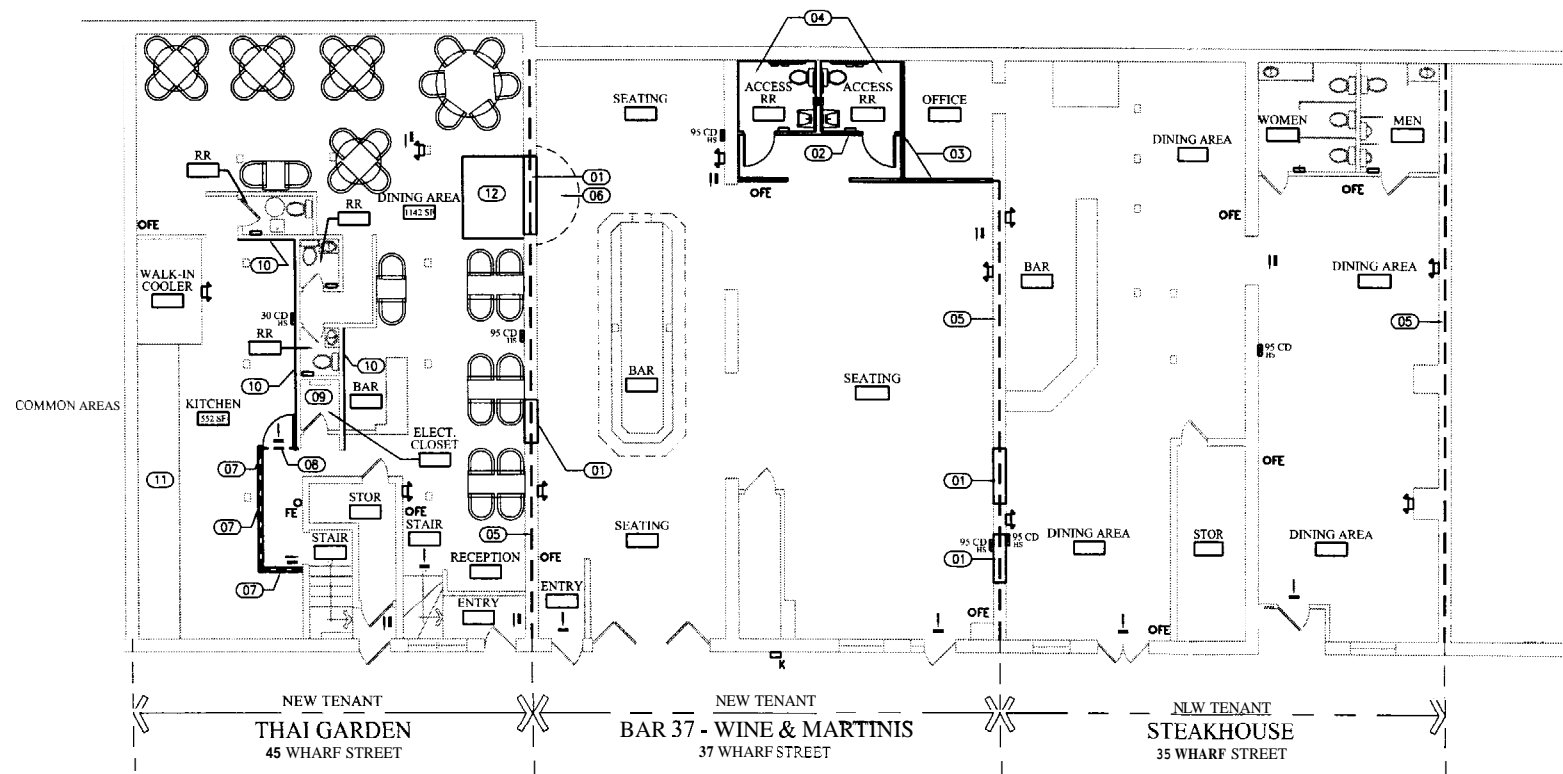 04
SEATING
ACCESS
RR
ACCESS
RR
OFFICE
95 CD
HS
DINING AREA
WOMEN
MEN
02
03
RR
01
12
06
DINING AREA
1142 SF
RR
OFE
OFE
OFE
OFE
10
WALK-IN
COOLER
BAR
DINING AREA
30 CD
HS
95 CD
HS
05
05
RR
95 CD
HS
10
10
BAR
SEATING
09
BAR
COMMON AREAS
KITCHEN
552 SF
ELECT.
CLOSET
07
08
01
OFE
11
01
STOR
FE
OFE
07
STAIR
SEATING
05
STAIR
DINING AREA
STOR
DINING AREA
95 CD
HS
95 CD
HS
RECEPTION
OFE
01
07
ENTRY
ENTRY
OFE
OFE
K
NEW TENANT
THAI GARDEN
45 WHARF STREET
NEW TENANT
BAR 37 - WINE & MARTINIS
37 WHARF STREET
NLW TENANT
STEAKHOUSE
35 WHARF STREET